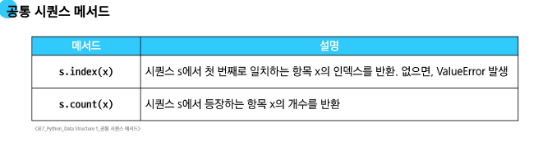 공통 시퀀스 메서드
메서드 설명
s.index(x) 시퀀스 s에서 첫 번째로 일치하는 항목 x의 인덱스를 반환. 없으면, ValueError 발생
s.count(x) 시퀀스 s에서 등장하는 항목 x의 개수를 반환